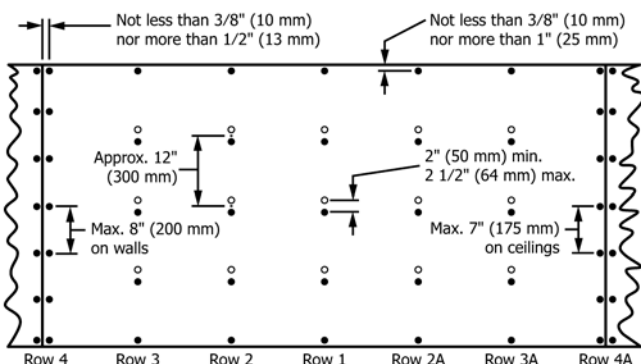 Not less than 3/8" (10 mm)
nor more than 1/2" (13 mm)
Not less than 3/8" (10 mm)
nor more than 1" (25 mm)
Approx. 12"
(300 mm)
2" (50 mm) min.
2 1/2" (64 mm) max.
Max. 8" (200 mm)
on walls
Max. 7" (175 mm)
on ceilings
Row 4 Row 3 Row 2 Row 1 Row 2A Row 3A Row 4A